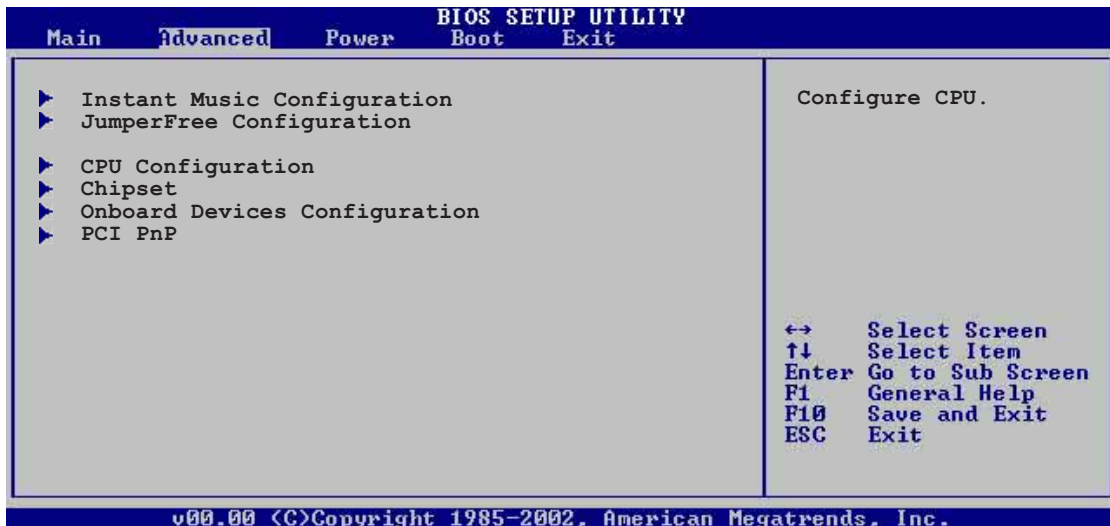 BIOS SETUP UTILITY
Main Advanced Power Boot Exit
Instant Music Configuration
JumperFree Configuration
CPU Configuration
Chipset
Onboard Devices Configuration
PCI PnP
Configure CPU.
←→ Select Screen
↑↓ Select Item
Enter Go to Sub Screen
F1 General Help
F10 Save and Exit
ESC Exit
v00.00 (C)Copyright 1985-2002, American Megatrends, Inc.